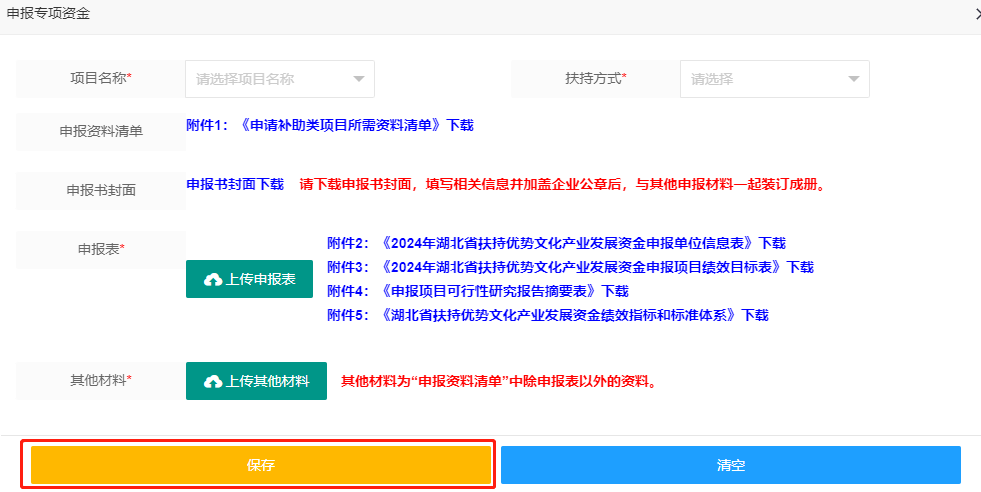 申报专项资金
项目名称* 请选择项目名称 扶持方式* 请选择
申报资料清单 附件1：《申请补助类项目所需资料清单》下载
申报书封面 申报书封面下载 请下载申报书封面，填写相关信息并加盖企业公章后，与其他申报材料一起装订成册。
申报表* 上传申报表
附件2：《2024年湖北省扶持优势文化产业发展资金申报单位信息表》下载
附件3：《2024年湖北省扶持优势文化产业发展资金申报项目绩效目标表》下载
附件4：《申报项目可行性研究报告摘要表》下载
附件5：《湖北省扶持优势文化产业发展资金绩效指标和标准体系》下载
其他材料* 上传其他材料 其他材料为“申报资料清单”中除申报表以外的资料。
保存 清空